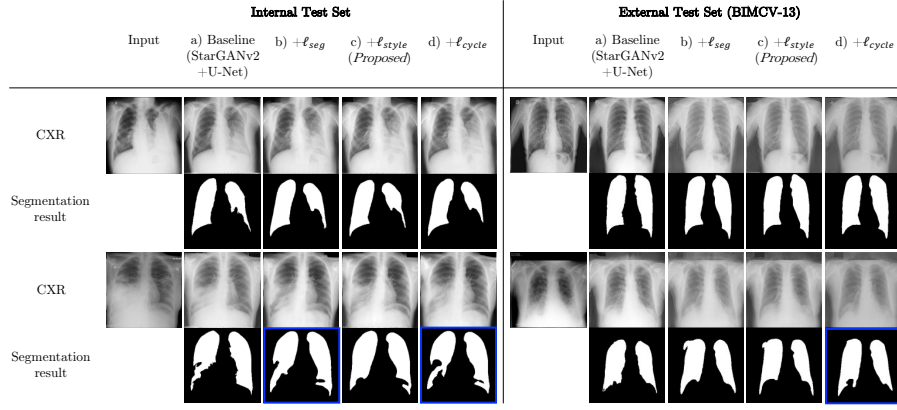 Internal Test Set
External Test Set (BIMCV-13)
Input
a) Baseline
(StarGANv2
+U-Net)
b) +ℓseg
c) +ℓstyle
(Proposed)
d) +ℓcycle
Input
a) Baseline
(StarGANv2
+U-Net)
b) +ℓseg
c) +ℓstyle
(Proposed)
d) +ℓcycle
CXR
Segmentation
result
CXR
Segmentation
result